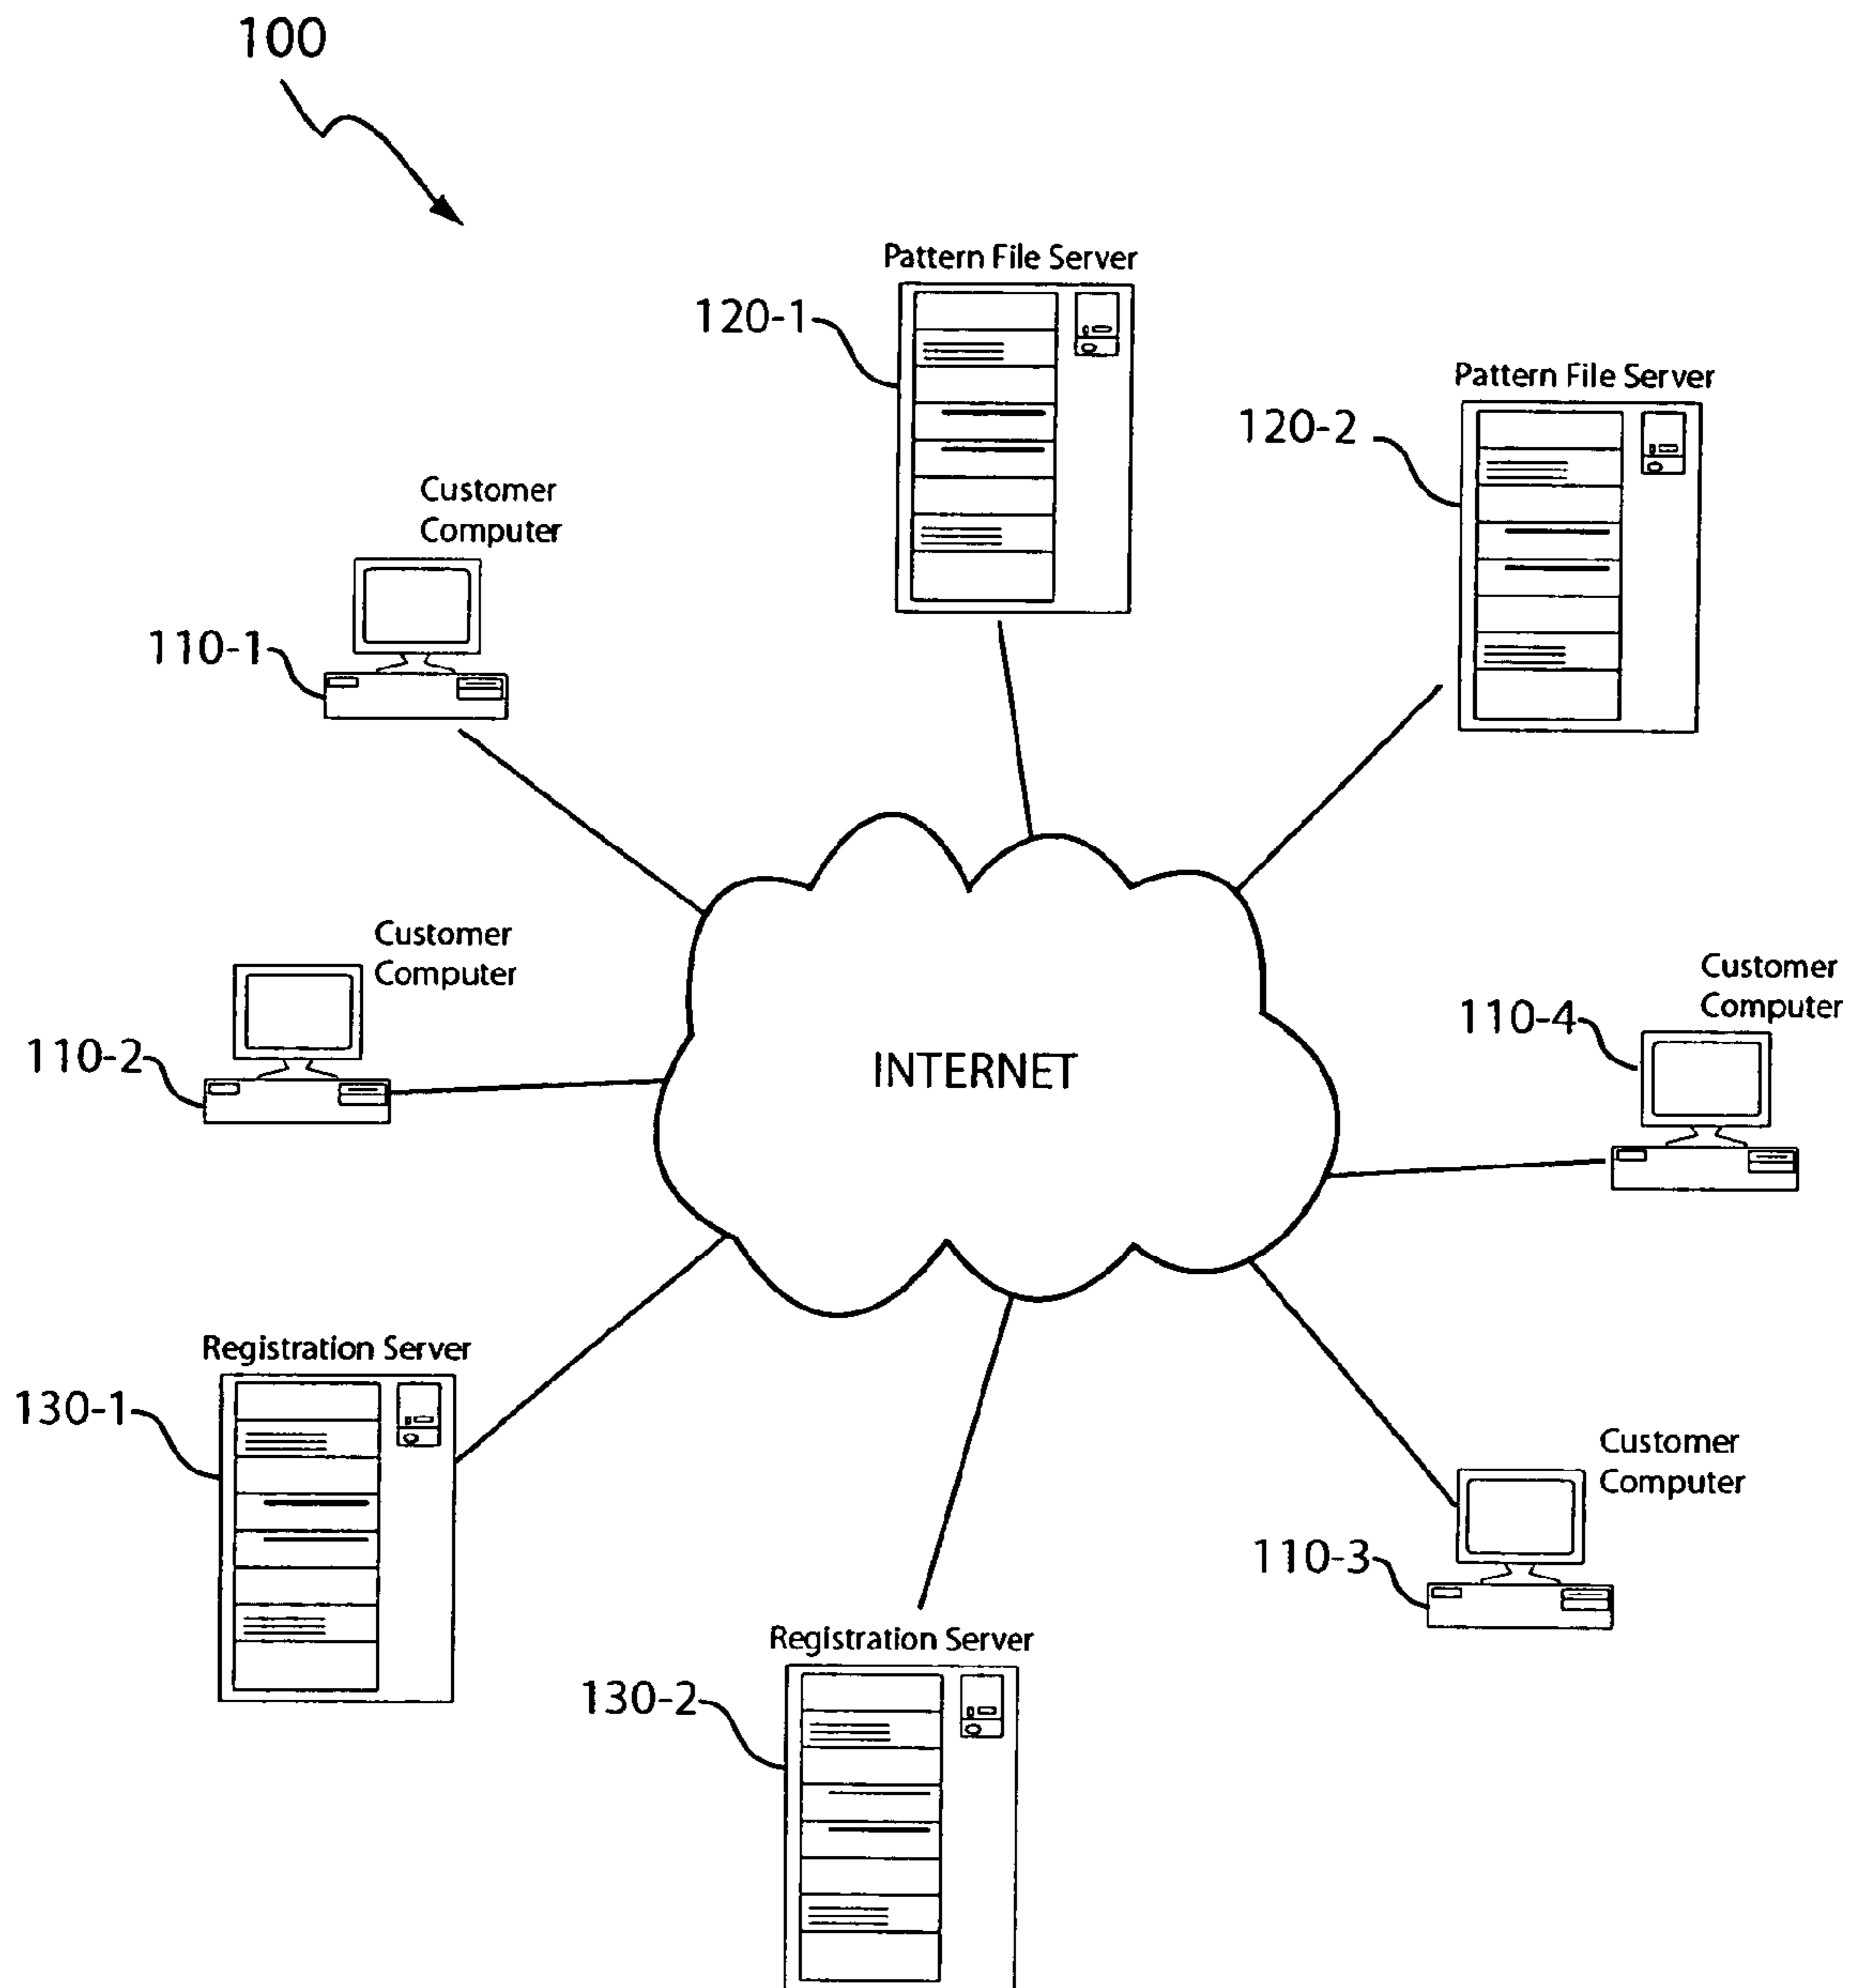 100
Pattern File Server
120-1
Pattern File Server
120-2
Customer
Computer
110-1
Customer
Computer
110-2
INTERNET
Customer
Computer
110-4
Registration Server
130-1
Customer
Computer
110-3
Registration Server
130-2